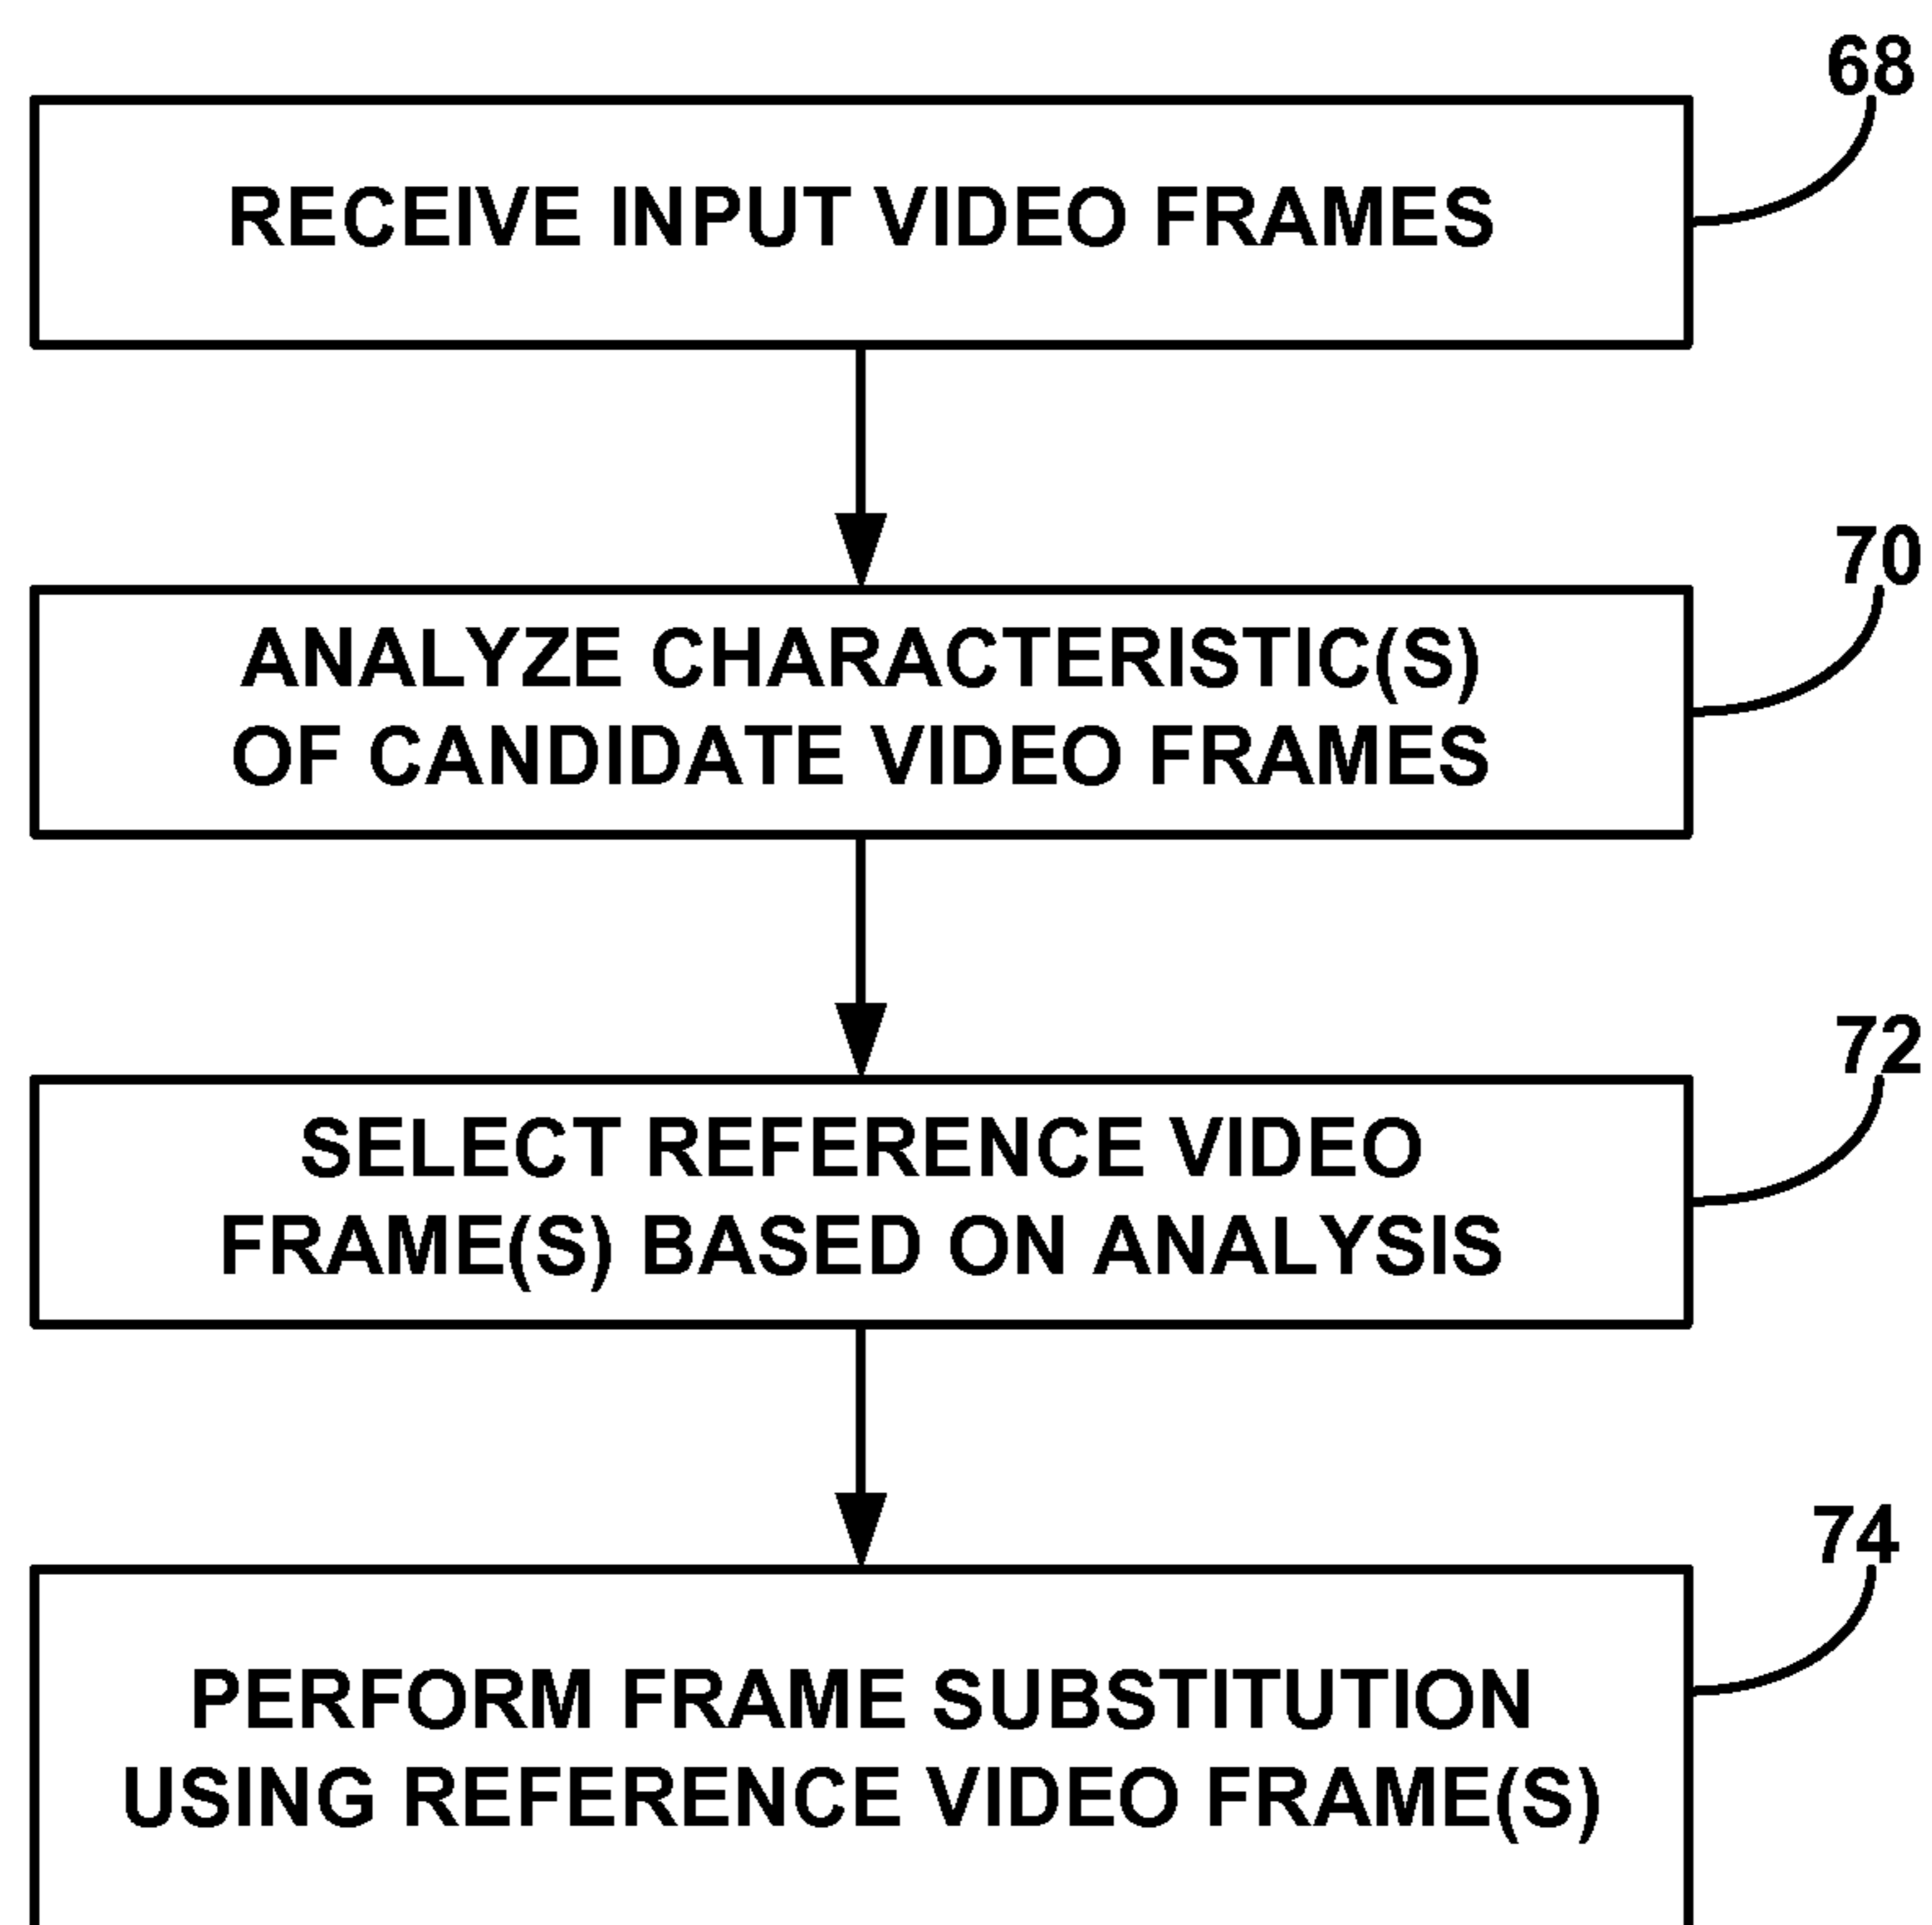 68
RECEIVE INPUT VIDEO FRAMES
70
ANALYZE CHARACTERISTIC(S)
OF CANDIDATE VIDEO FRAMES
72
SELECT REFERENCE VIDEO
FRAME(S) BASED ON ANALYSIS
74
PERFORM FRAME SUBSTITUTION
USING REFERENCE VIDEO FRAME(S)